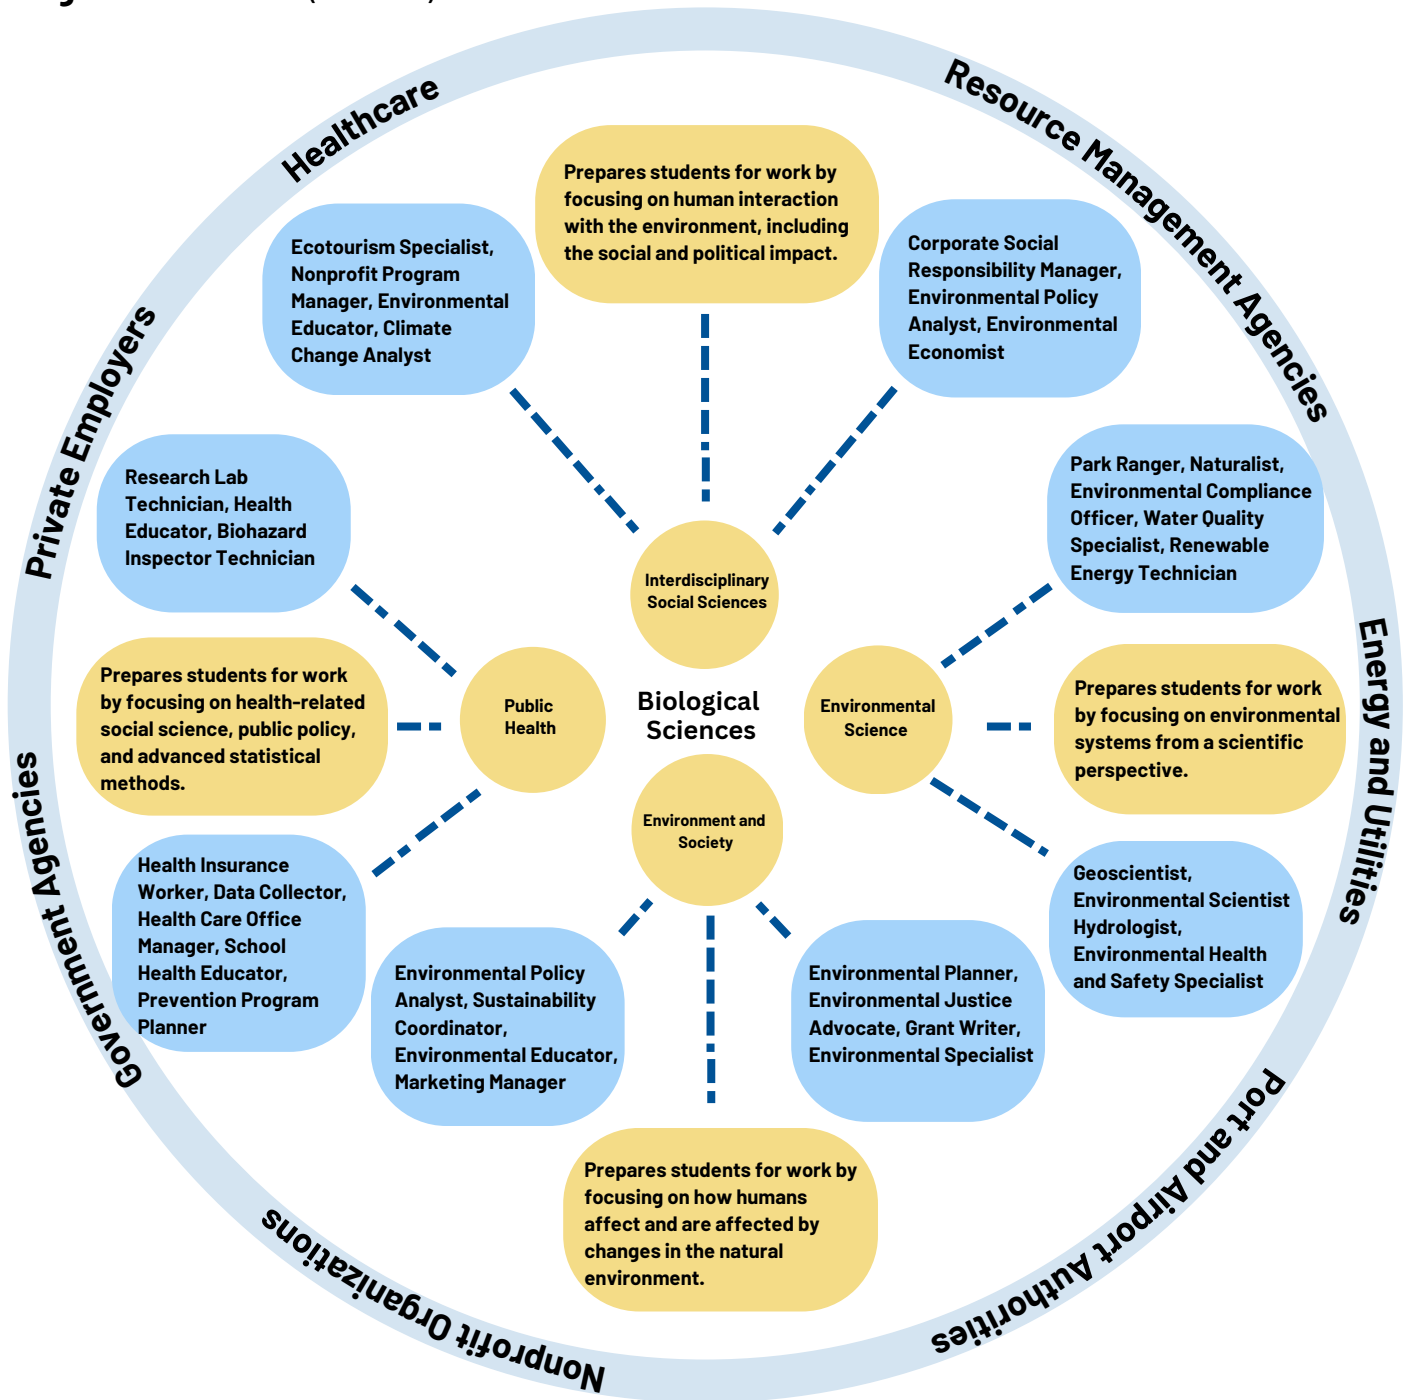 Healthcare
Resource Management Agencies
Private Employers
Energy and Utilities
Government Agencies
Port and Airport Authorities
Nonprofit Organizations
Prepares students for work by
focusing on human interaction
with the environment, including
the social and political impact.
Ecotourism Specialist,
Nonprofit Program
Manager, Environmental
Educator, Climate
Change Analyst
Corporate Social
Responsibility Manager,
Environmental Policy
Analyst, Environmental
Economist
Research Lab
Technician, Health
Educator, Biohazard
Inspector Technician
Park Ranger, Naturalist,
Environmental Compliance
Officer, Water Quality
Specialist, Renewable
Energy Technician
Interdisciplinary
Social Sciences
Prepares students for work
by focusing on health-related
social science, public policy,
and advanced statistical
methods.
Public
Health
Biological
Sciences
Environmental
Science
Prepares students for work
by focusing on environmental
systems from a scientific
perspective.
Environment and
Society
Health Insurance
Worker, Data Collector,
Health Care Office
Manager, School
Health Educator,
Prevention Program
Planner
Environmental Policy
Analyst, Sustainability
Coordinator,
Environmental Educator,
Marketing Manager
Environmental Planner,
Environmental Justice
Advocate, Grant Writer,
Environmental Specialist
Geoscientist,
Environmental Scientist
Hydrologist,
Environmental Health
and Safety Specialist
Prepares students for work by
focusing on how humans
affect and are affected by
changes in the natural
environment.